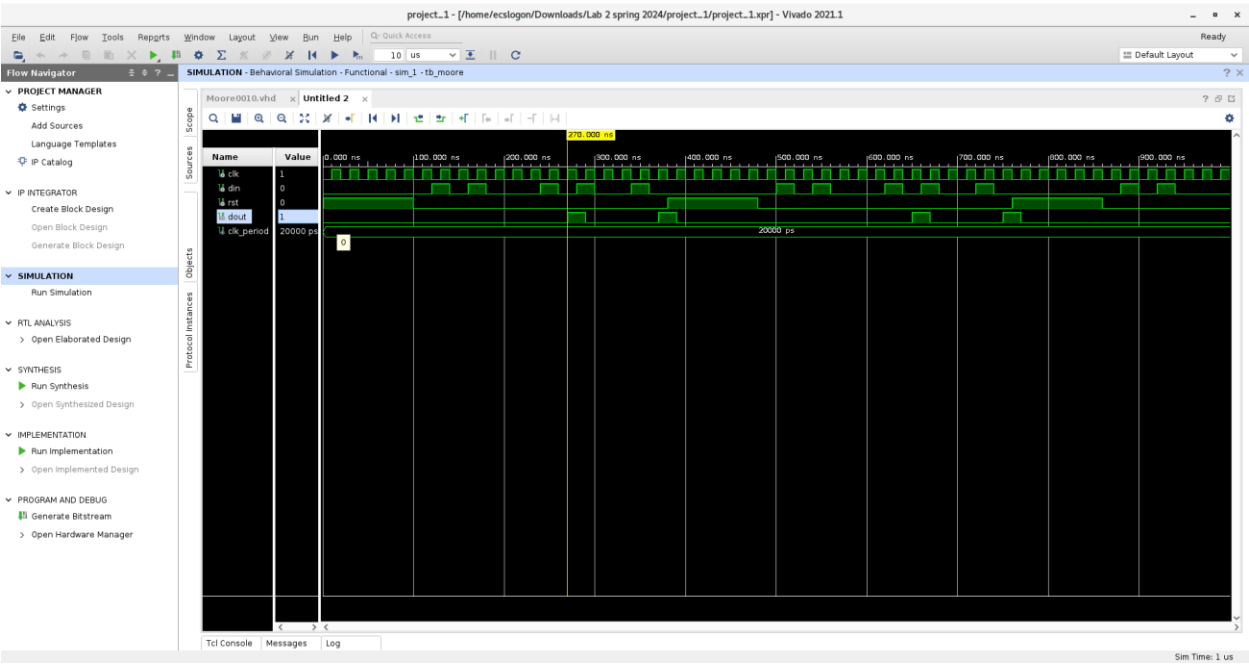 project_1 - [/home/ecslogon/Downloads/Lab 2 spring 2024/project_1/project_1.xpr] - Vivado 2021.1
File Edit Flow Tools Reports Window Layout View Run Help Q- Quick Access Ready
10 us Default Layout
Flow Navigator ? SIMULATION - Behavioral Simulation - Functional - sim_1 - tb_moore ? X
PROJECT MANAGER
Settings
Add Sources
Language Templates
IP Catalog
IP INTEGRATOR
Create Block Design
Open Block Design
Generate Block Design
SIMULATION
Run Simulation
RTL ANALYSIS
Open Elaborated Design
SYNTHESIS
Run Synthesis
Open Synthesized Design
IMPLEMENTATION
Run Implementation
Open Implemented Design
PROGRAM AND DEBUG
Generate Bitstream
Open Hardware Manager
Scope
Sources
Objects
Protocol Instances
Moore0010.vhd x Untitled 2 x ?
270.000 ns
Name Value 0.000 ns 100.000 ns 200.000 ns 300.000 ns 400.000 ns 500.000 ns 600.000 ns 700.000 ns 800.000 ns 900.000 ns
clk 1
din 0
rst 0
dout 1
clk_period 20000 ps 20000 ps
0
Tcl Console Messages Log
Sim Time: 1 us